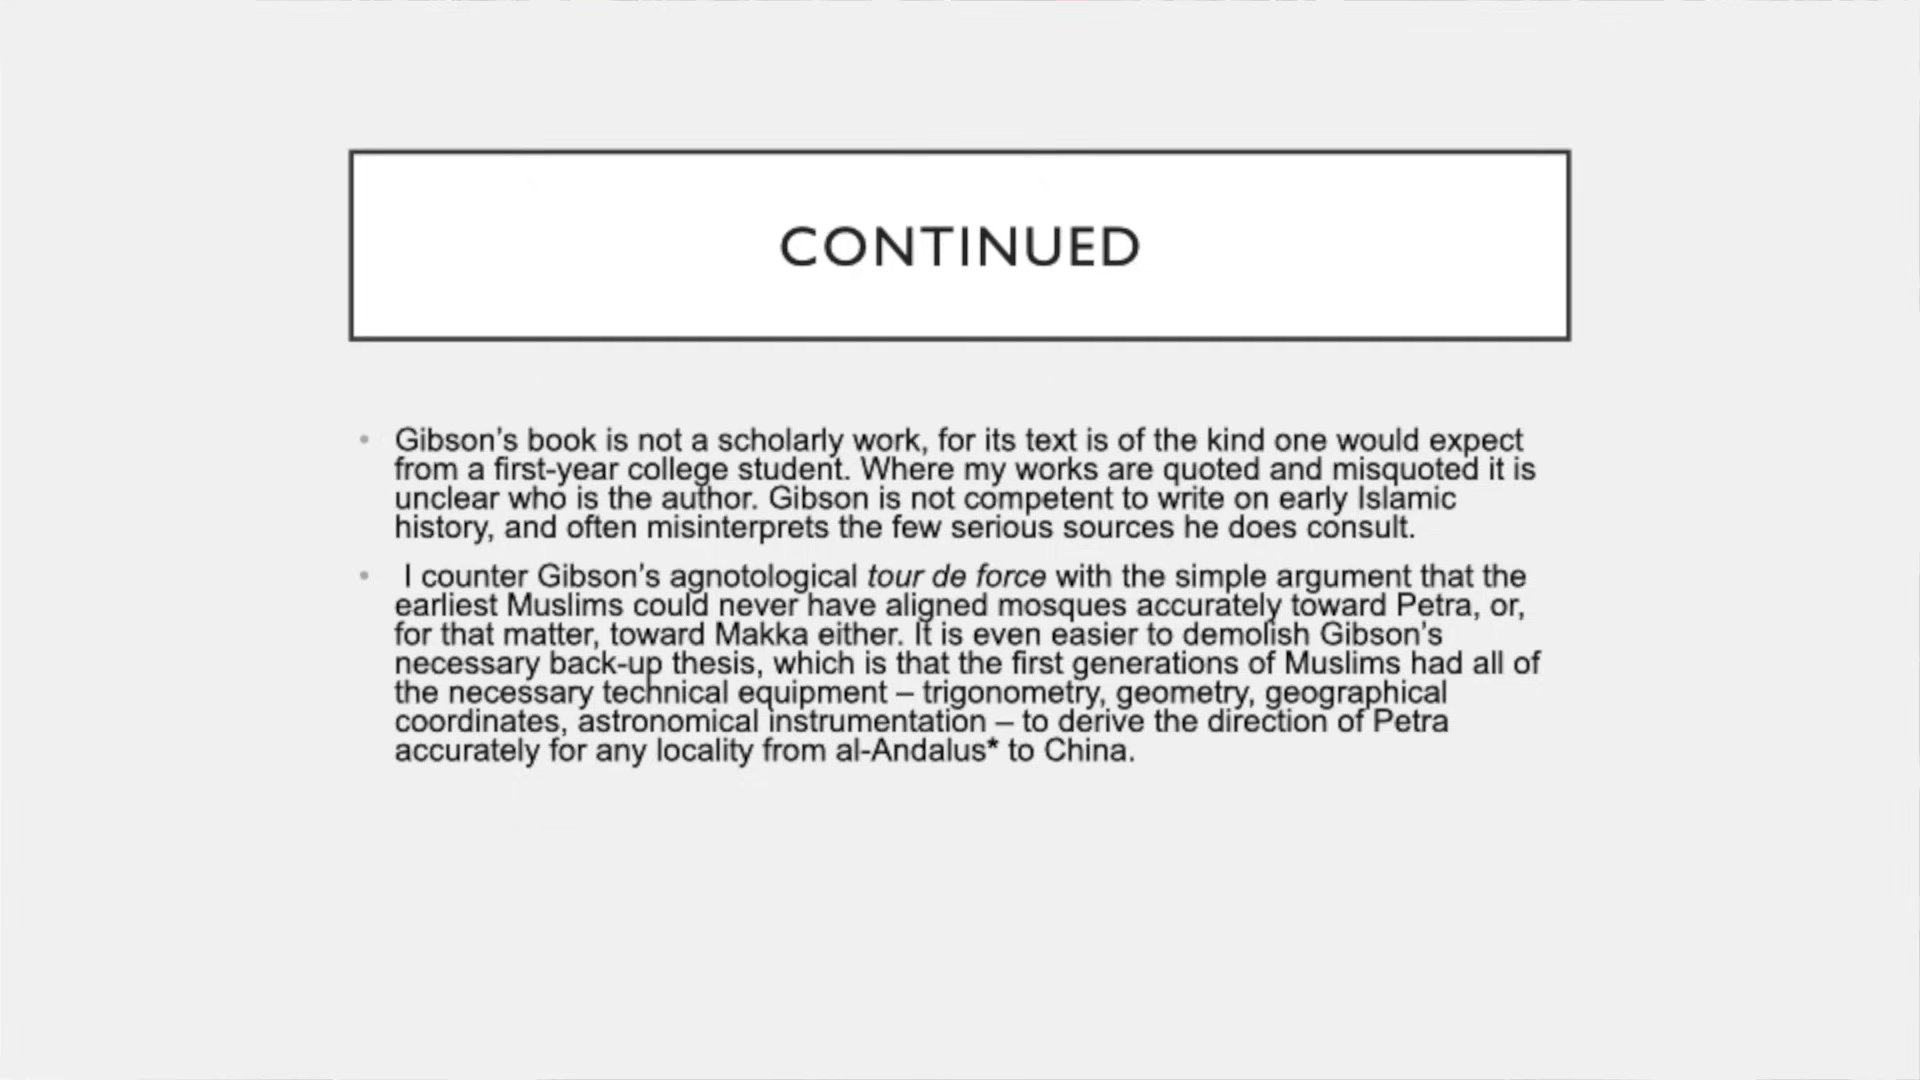 CONTINUED
• Gibson’s book is not a scholarly work, for its text is of the kind one would expect
from a first-year college student. Where my works are quoted and misquoted it is
unclear who is the author. Gibson is not competent to write on early Islamic
history, and often misinterprets the few serious sources he does consult.
• I counter Gibson’s agnotological tour de force with the simple argument that the
earliest Muslims could never have aligned mosques accurately toward Petra, or,
for that matter, toward Makka either. It is even easier to demolish Gibson’s
necessary back-up thesis, which is that the first generations of Muslims had all of
the necessary technical equipment – trigonometry, geometry, geographical
coordinates, astronomical instrumentation – to derive the direction of Petra
accurately for any locality from al-Andalus* to China.